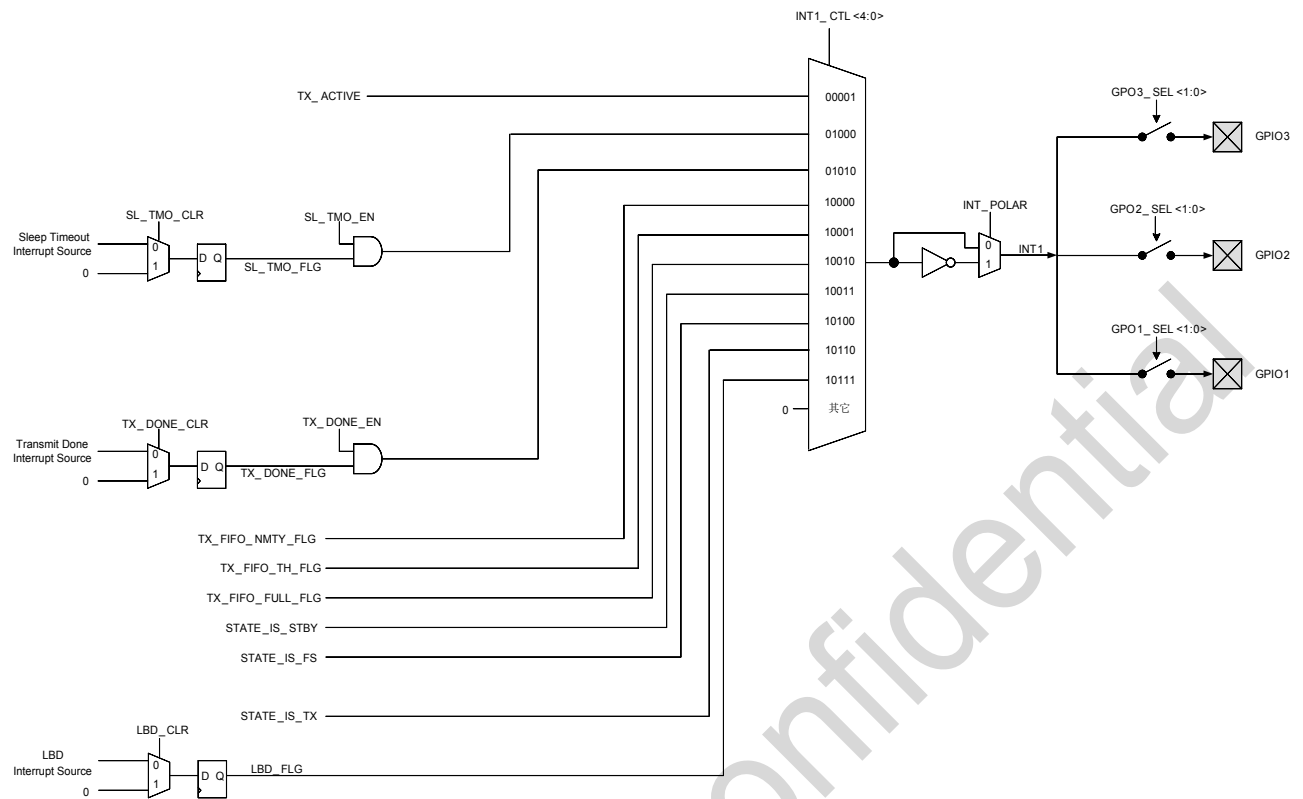 INT1_CTL<4:0>
TX_ACTIVE
00001
GPO3_SEL<1:0>
01000
GPIO3
01010
SL_TMO_CLR
SL_TMO_EN
10000
INT_POLAR
GPO2_SEL<1:0>
Sleep Timeout
Interrupt Source
0
1
D Q
10001
0
INT1
GPIO2
0
SL_TMO_FLG
10010
1
10011
10100
GPO1_SEL<1:0>
10110
10111
GPIO1
0
其它
TX_DONE_CLR
TX_DONE_EN
Transmit Done
Interrupt Source
0
1
D Q
0
TX_DONE_FLG
TX_FIFO_NMTY_FLG
TX_FIFO_TH_FLG
TX_FIFO_FULL_FLG
STATE_IS_STBY
STATE_IS_FS
STATE_IS_TX
LBD_CLR
LBD
Interrupt Source
0
1
D Q
LBD_FLG
0
onfidential